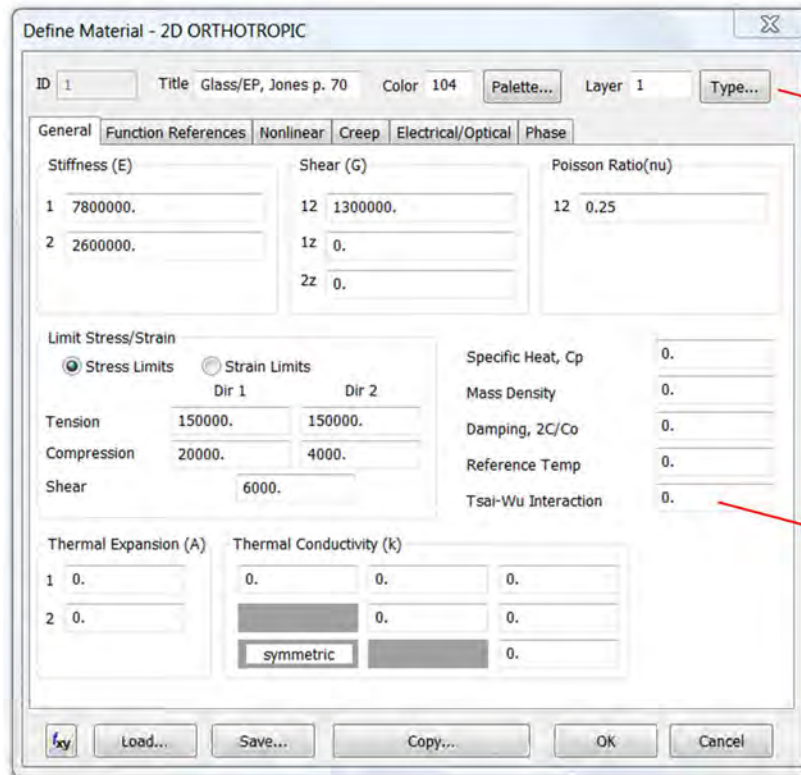 Define Material - 2D ORTHOTROPIC
ID 1 Title Glass/EP, Jones p. 70 Color 104 Palette... Layer 1 Type...
General Function References Nonlinear Creep Electrical/Optical Phase
Stiffness (E) Shear (G) Poisson Ratio(nu)
1 7800000. 12 1300000. 12 0.25
2 2600000. 1z 0.
2z 0.
Limit Stress/Strain
Stress Limits Strain Limits
Dir 1 Dir 2
Tension 150000. 150000.
Compression 20000. 4000.
Shear 6000.
Specific Heat, Cp 0.
Mass Density 0.
Damping, 2C/Co 0.
Reference Temp 0.
Tsai-Wu Interaction 0.
Thermal Expansion (A) Thermal Conductivity (k)
1 0. 0. 0. 0.
2 0. 0. 0.
symmetric 0.
fxy Load... Save... Copy... OK Cancel